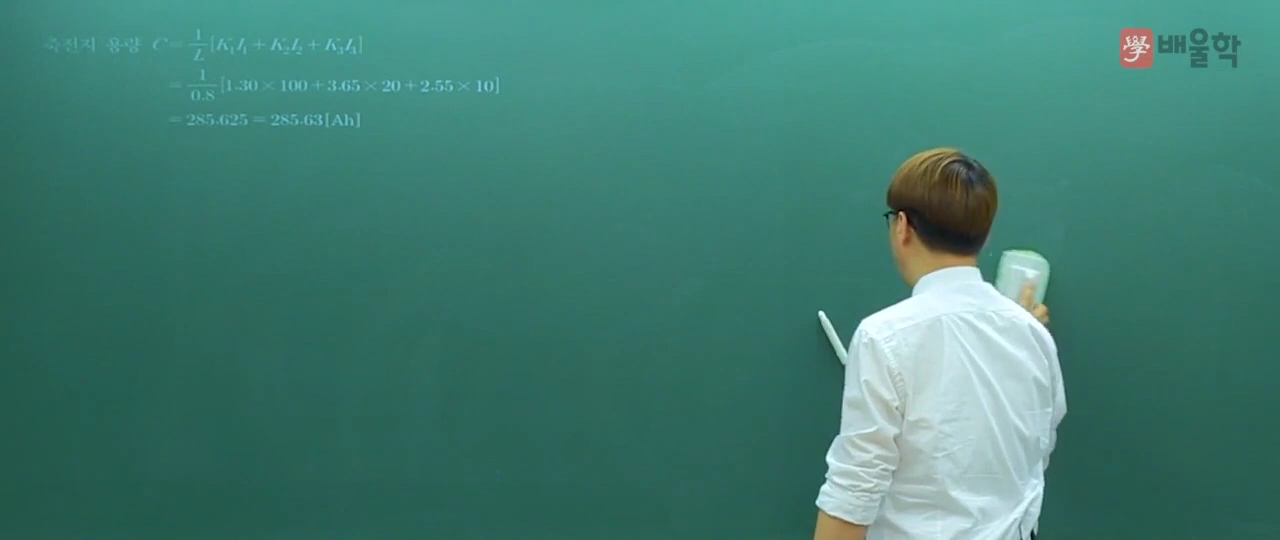 學 배울학
축전지 용량 C = 1/L [K₁I₁ + K₂I₂ + K₃I₃]
= 1/0.8 [1.30 × 100 + 3.65 × 20 + 2.55 × 10]
= 285.625 = 285.63[Ah]